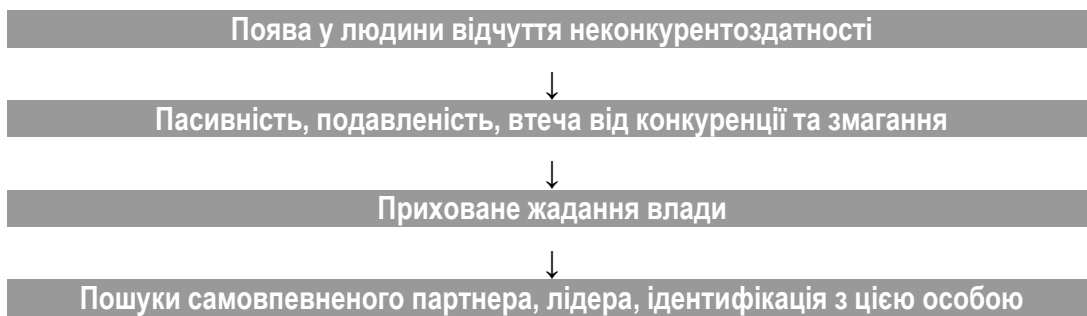 Поява у людини відчуття неконкурентоздатності
↓
Пасивність, подавленість, втеча від конкуренції та змагання
↓
Приховане жадання влади
↓
Пошуки самовпевненого партнера, лідера, ідентифікація з цією особою